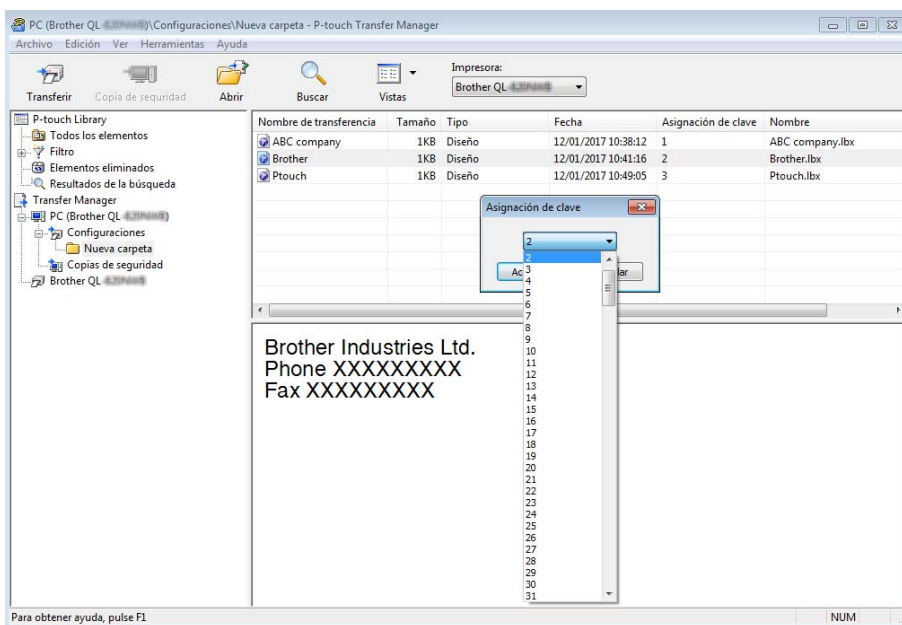 PC (Brother QL )\Configuraciones\Nueva carpeta - P-touch Transfer Manager
Archivo Edición Ver Herramientas Ayuda
Transferir Copia de seguridad Abrir Buscar Vistas
Impresora:
Brother QL
P-touch Library
Todos los elementos
Filtro
Elementos eliminados
Resultados de la búsqueda
Transfer Manager
PC (Brother QL )
Configuraciones
Nueva carpeta
Copias de seguridad
Brother QL
Nombre de transferencia Tamaño Tipo Fecha Asignación de clave Nombre
ABC company 1KB Diseño 12/01/2017 10:38:12 1 ABC company.lbx
Brother 1KB Diseño 12/01/2017 10:41:16 2 Brother.lbx
Ptouch 1KB Diseño 12/01/2017 10:49:05 3 Ptouch.lbx
Asignación de clave
2
2
3
4
5
6
7
8
9
10
11
12
13
14
15
16
17
18
19
20
21
22
23
24
25
26
27
28
29
30
31
Ac lar
Brother Industries Ltd.
Phone XXXXXXXXX
Fax XXXXXXXXX
Para obtener ayuda, pulse F1 NUM